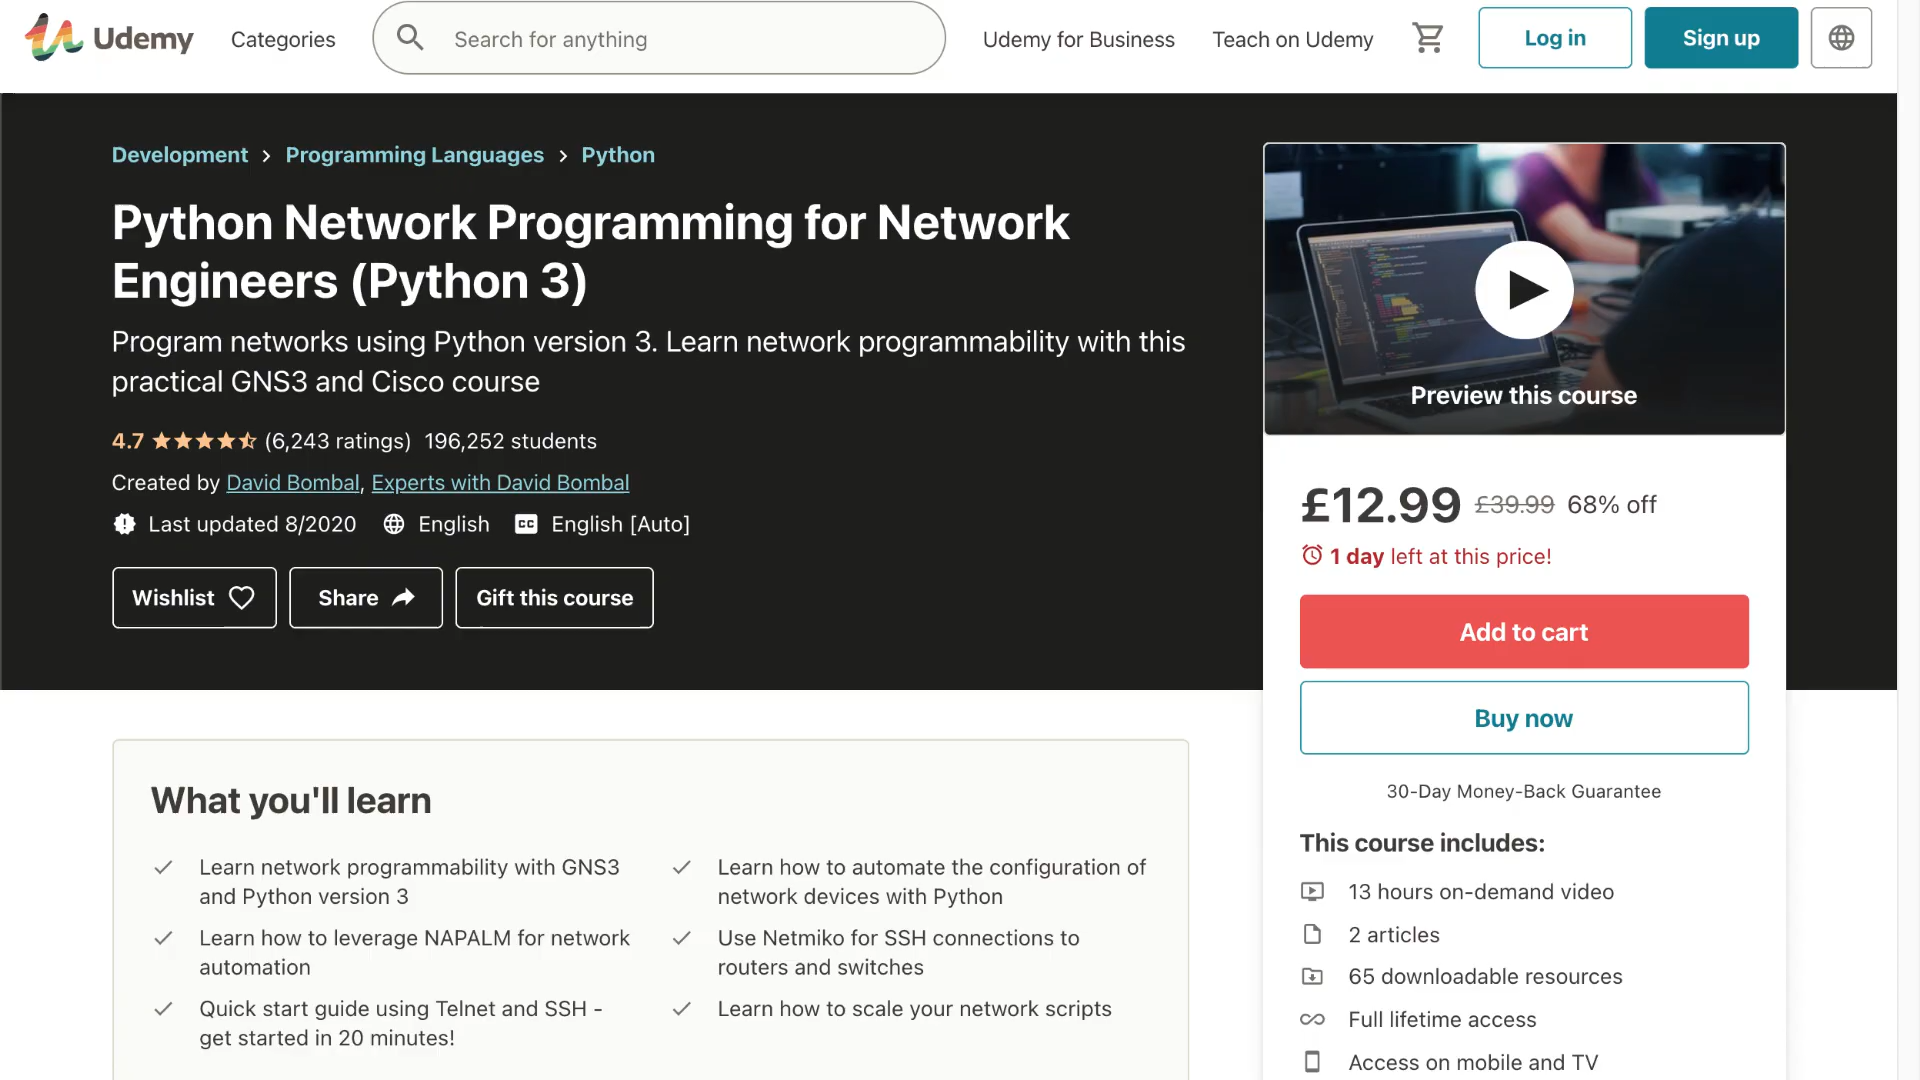 Udemy
Categories
Search for anything
Udemy for Business
Teach on Udemy
Log in
Sign up
Development > Programming Languages > Python
Python Network Programming for Network
Engineers (Python 3)
Program networks using Python version 3. Learn network programmability with this
practical GNS3 and Cisco course
4.7 (6,243 ratings) 196,252 students
Created by David Bombal, Experts with David Bombal
Last updated 8/2020 English CC English [Auto]
Wishlist
Share
Gift this course
Preview this course
£12.99 £39.99 68% off
1 day left at this price!
Add to cart
Buy now
30-Day Money-Back Guarantee
This course includes:
13 hours on-demand video
2 articles
65 downloadable resources
Full lifetime access
Access on mobile and TV
What you'll learn
Learn network programmability with GNS3
and Python version 3
Learn how to leverage NAPALM for network
automation
Quick start guide using Telnet and SSH -
get started in 20 minutes!
Learn how to automate the configuration of
network devices with Python
Use Netmiko for SSH connections to
routers and switches
Learn how to scale your network scripts